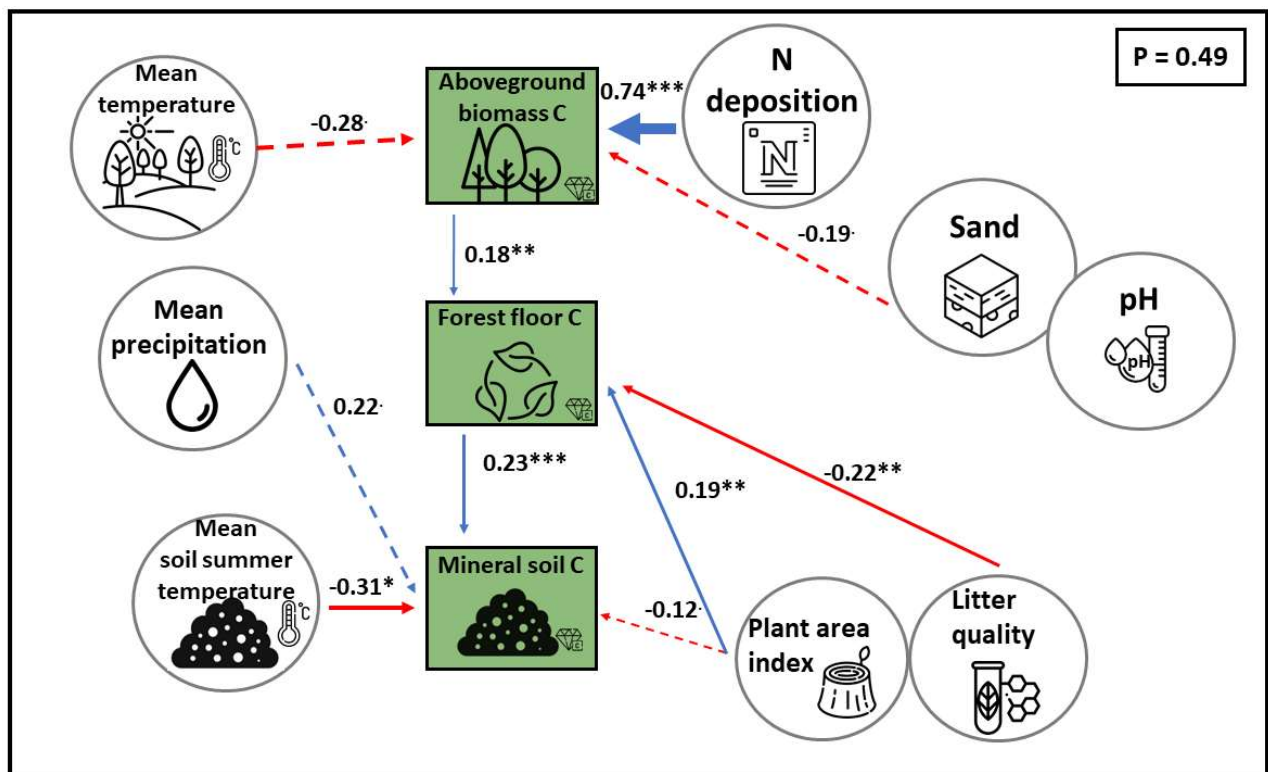 P = 0.49
Mean
temperature
°C
-0.28·
Aboveground
biomass C
C
0.74***
N
deposition
N
-0.19·
Sand
pH
pH
0.18**
Mean
precipitation
0.22·
Forest floor C
C
0.23***
0.19**
-0.22**
Mean
soil summer
temperature
°C
-0.31*
Mineral soil C
C
-0.12·
Plant area
index
Litter
quality